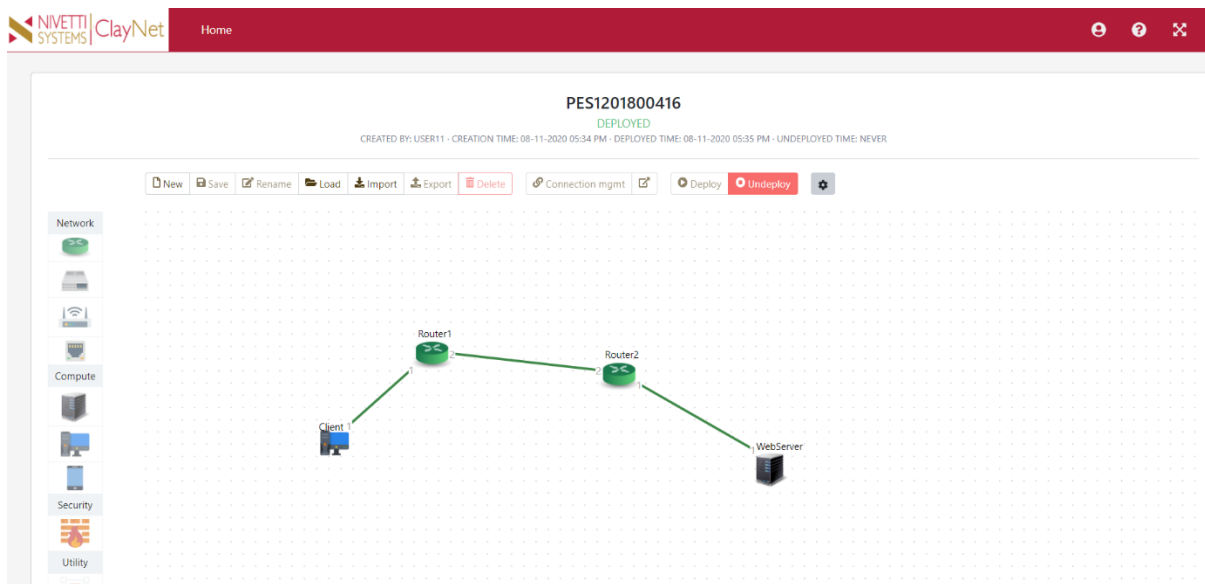 NIVETTI SYSTEMS ClayNet Home
PES1201800416
DEPLOYED
CREATED BY: USER11 - CREATION TIME: 08-11-2020 05:34 PM - DEPLOYED TIME: 08-11-2020 05:35 PM - UNDEPLOYED TIME: NEVER
New Save Rename Load Import Export Delete Connection mgmt Deploy Undeploy
Network
Router1
2
Router2
1
2
1
Compute
Client 1
1 WebServer
Security
Utility